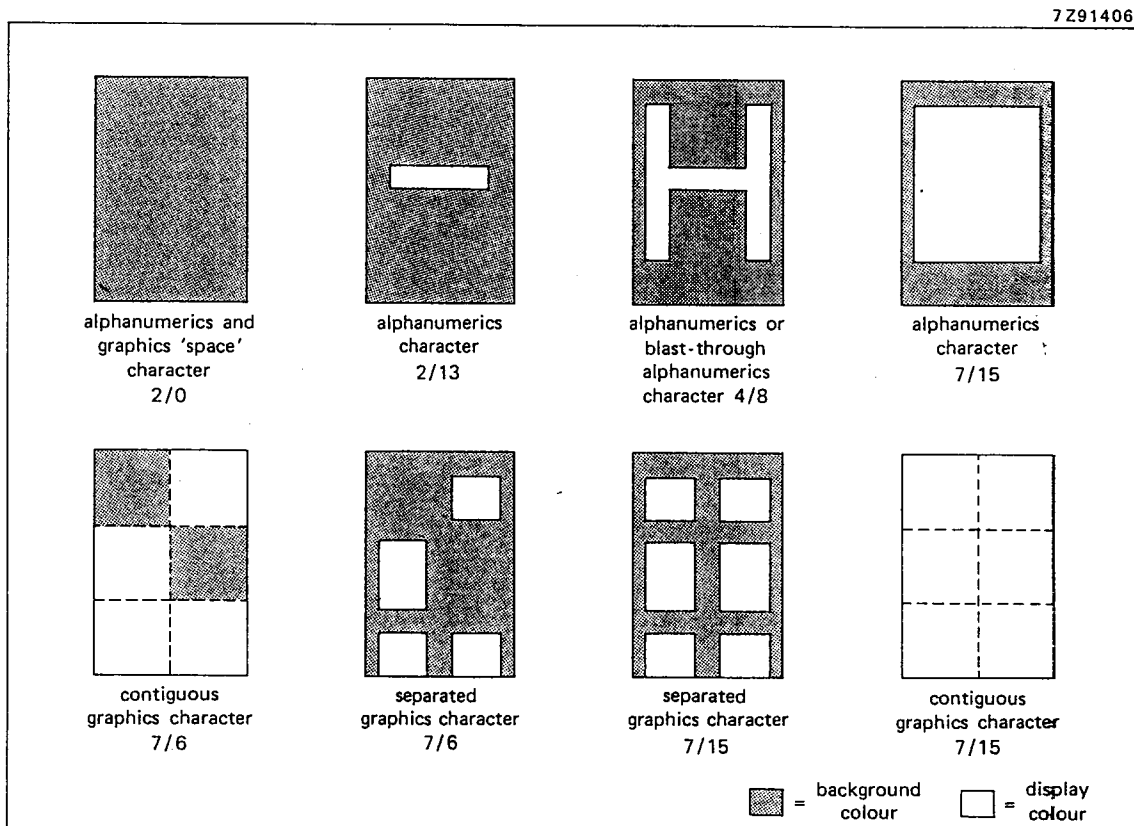 7Z91406
alphanumerics and
graphics 'space'
character
2/0
alphanumerics
character
2/13
alphanumerics or
blast-through
alphanumerics
character 4/8
alphanumerics
character
7/15
contiguous
graphics character
7/6
separated
graphics character
7/6
separated
graphics character
7/15
contiguous
graphics character
7/15
= background
colour
= display
colour